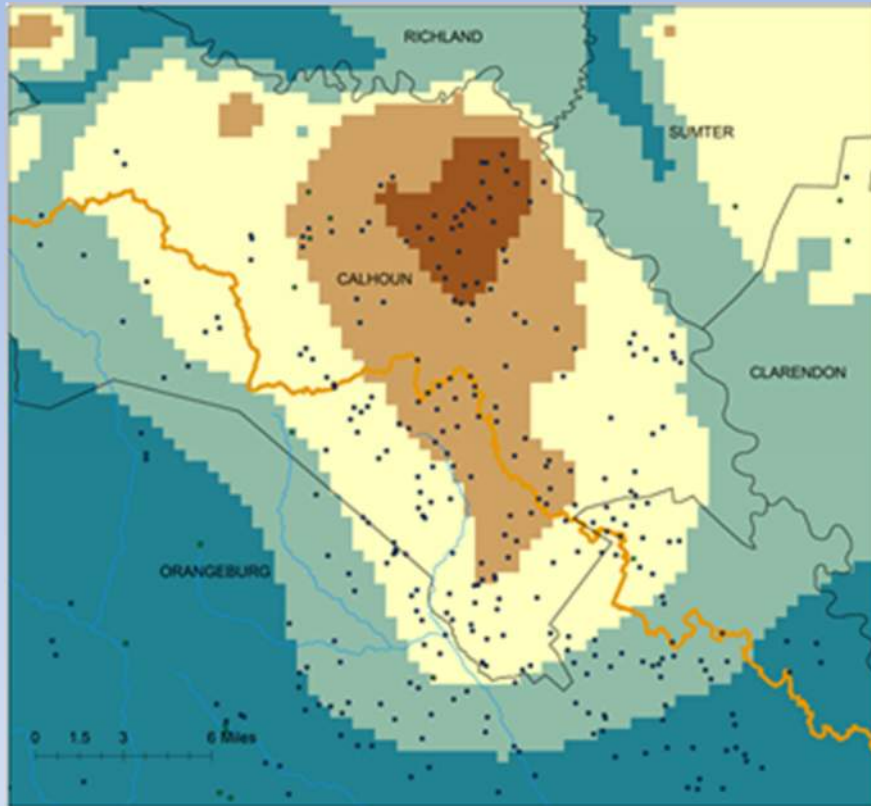 RICHLAND
SUMTER
CALHOUN
CLARENDON
ORANGEBURG
0 1.5 3 6 Miles